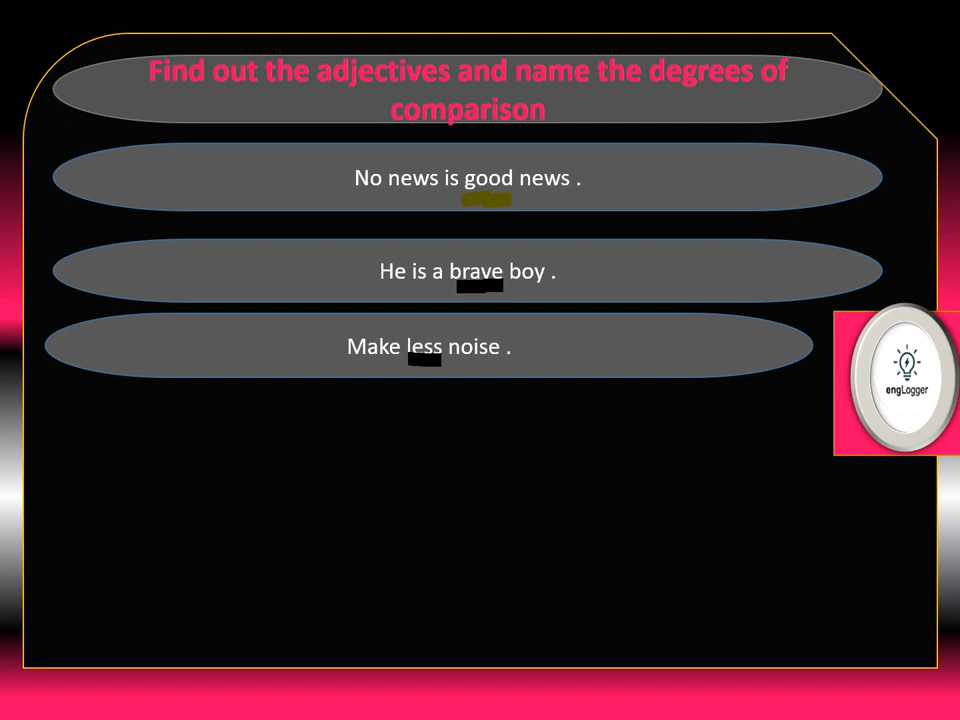 Find out the adjectives and name the degrees of
comparison
No news is good news .
He is a brave boy .
Make less noise .
engLogger